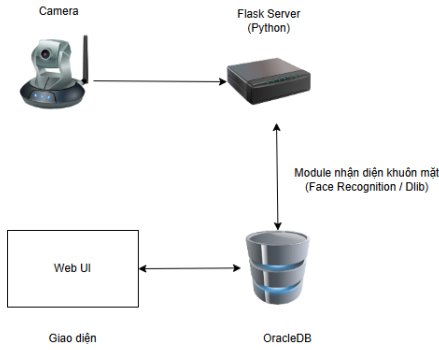 Camera
Flask Server
(Python)
Module nhận diện khuôn mặt
(Face Recognition / Dlib)
Web UI
Giao diện
OracleDB